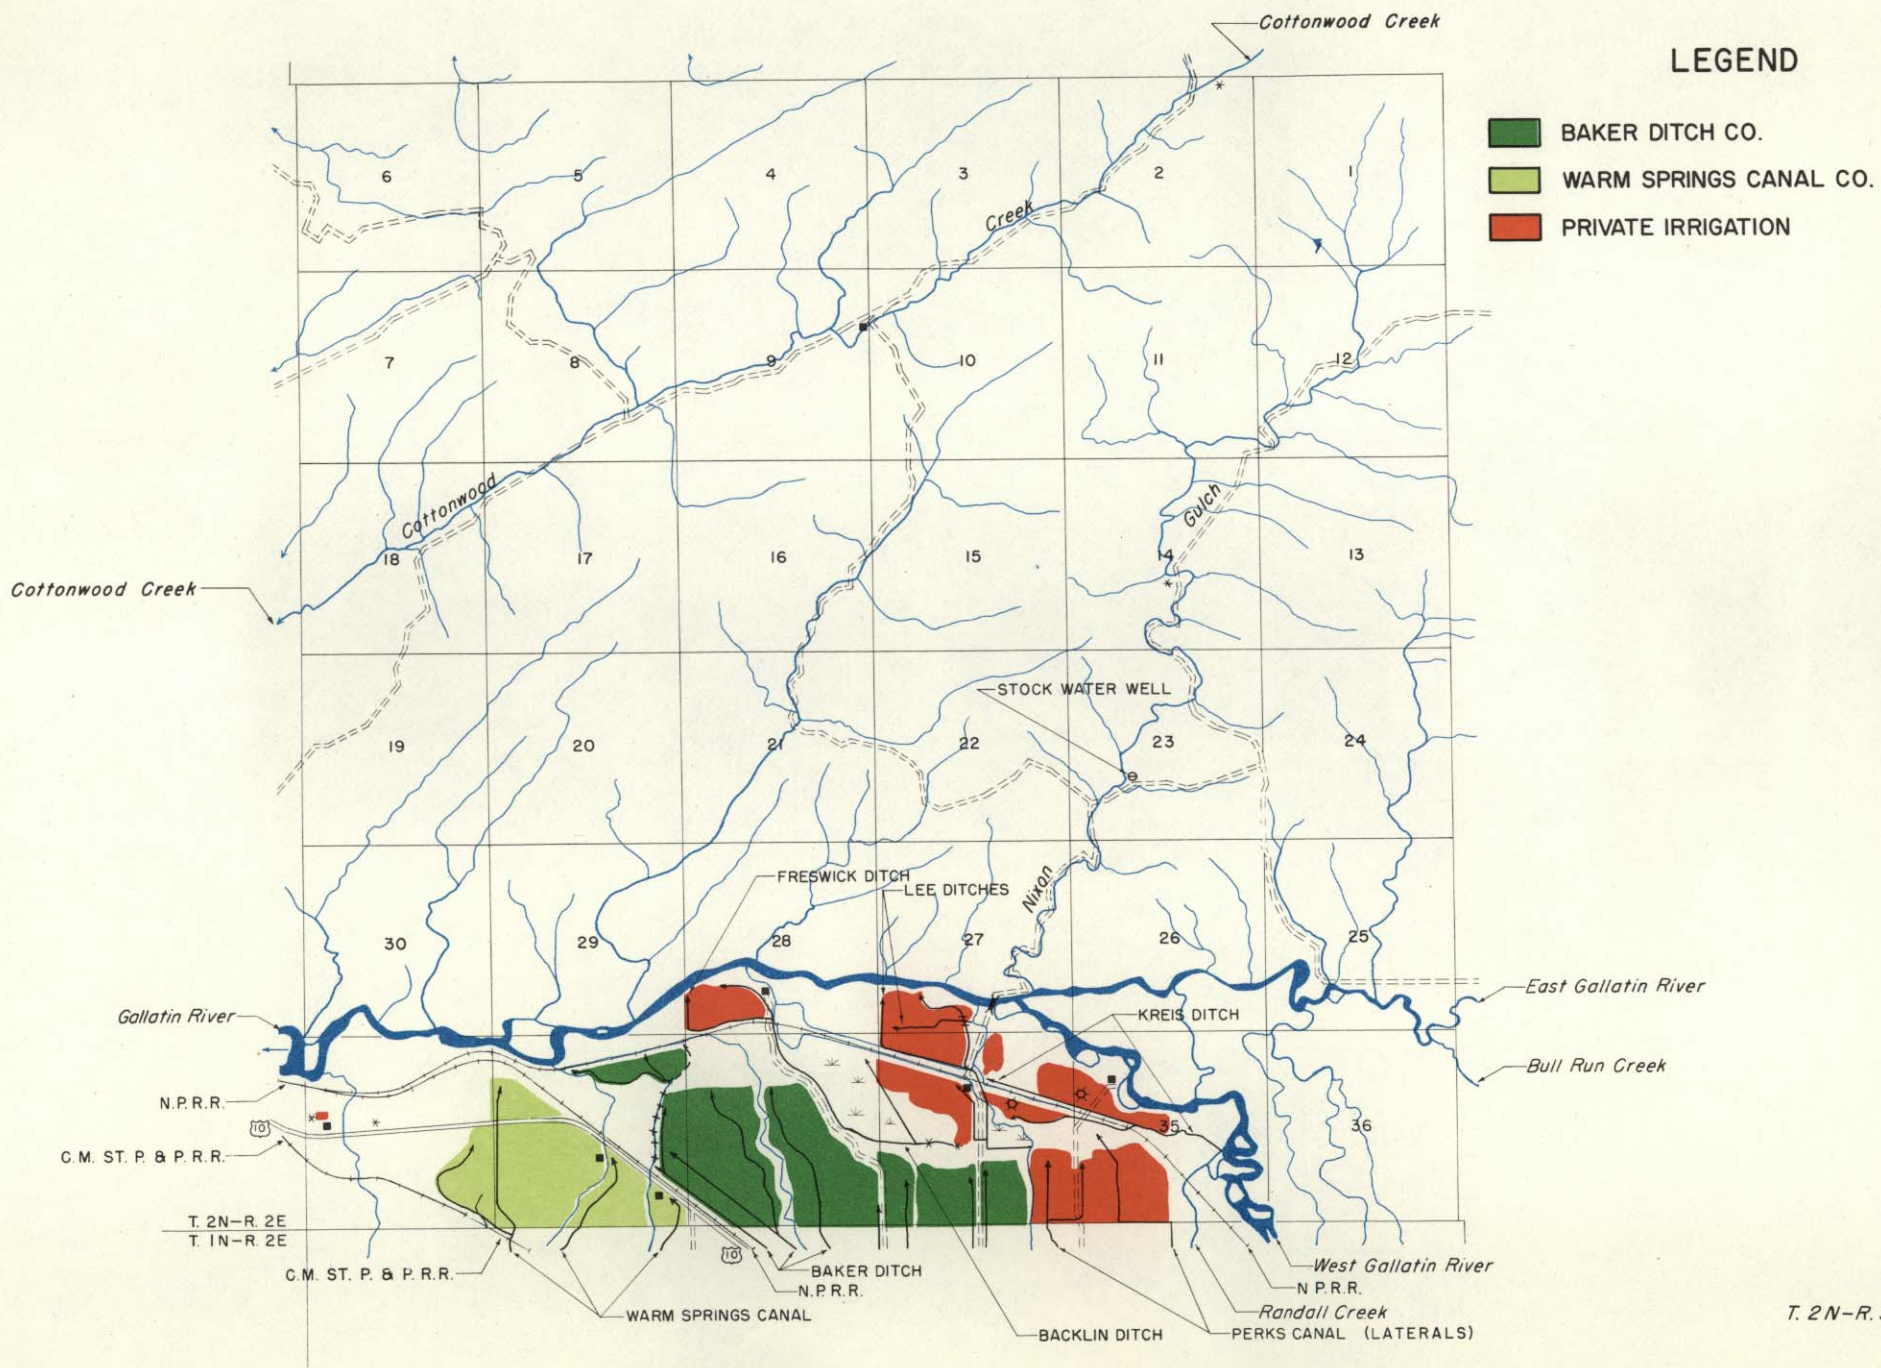 Cottonwood Creek
LEGEND
BAKER DITCH CO.
WARM SPRINGS CANAL CO.
PRIVATE IRRIGATION
6
5
4
3
2
1
Creek
7
8
9
10
11
12
Cottonwood
Gulch
18
17
16
15
14
13
Cottonwood Creek
STOCK WATER WELL
19
20
21
22
23
24
FRESWICK DITCH
LEE DITCHES
Nixon
30
29
28
27
26
25
Gallatin River
East Gallatin River
KREIS DITCH
Bull Run Creek
N.P.R.R.
10
35
36
C.M. ST. P. & P.R.R.
T. 2N-R. 2E
T. 1N-R. 2E
10
C.M. ST. P. & P.R.R.
BAKER DITCH
N.P.R.R.
West Gallatin River
N.P.R.R.
WARM SPRINGS CANAL
Randall Creek
BACKLIN DITCH
PERKS CANAL (LATERALS)
T. 2N-R.